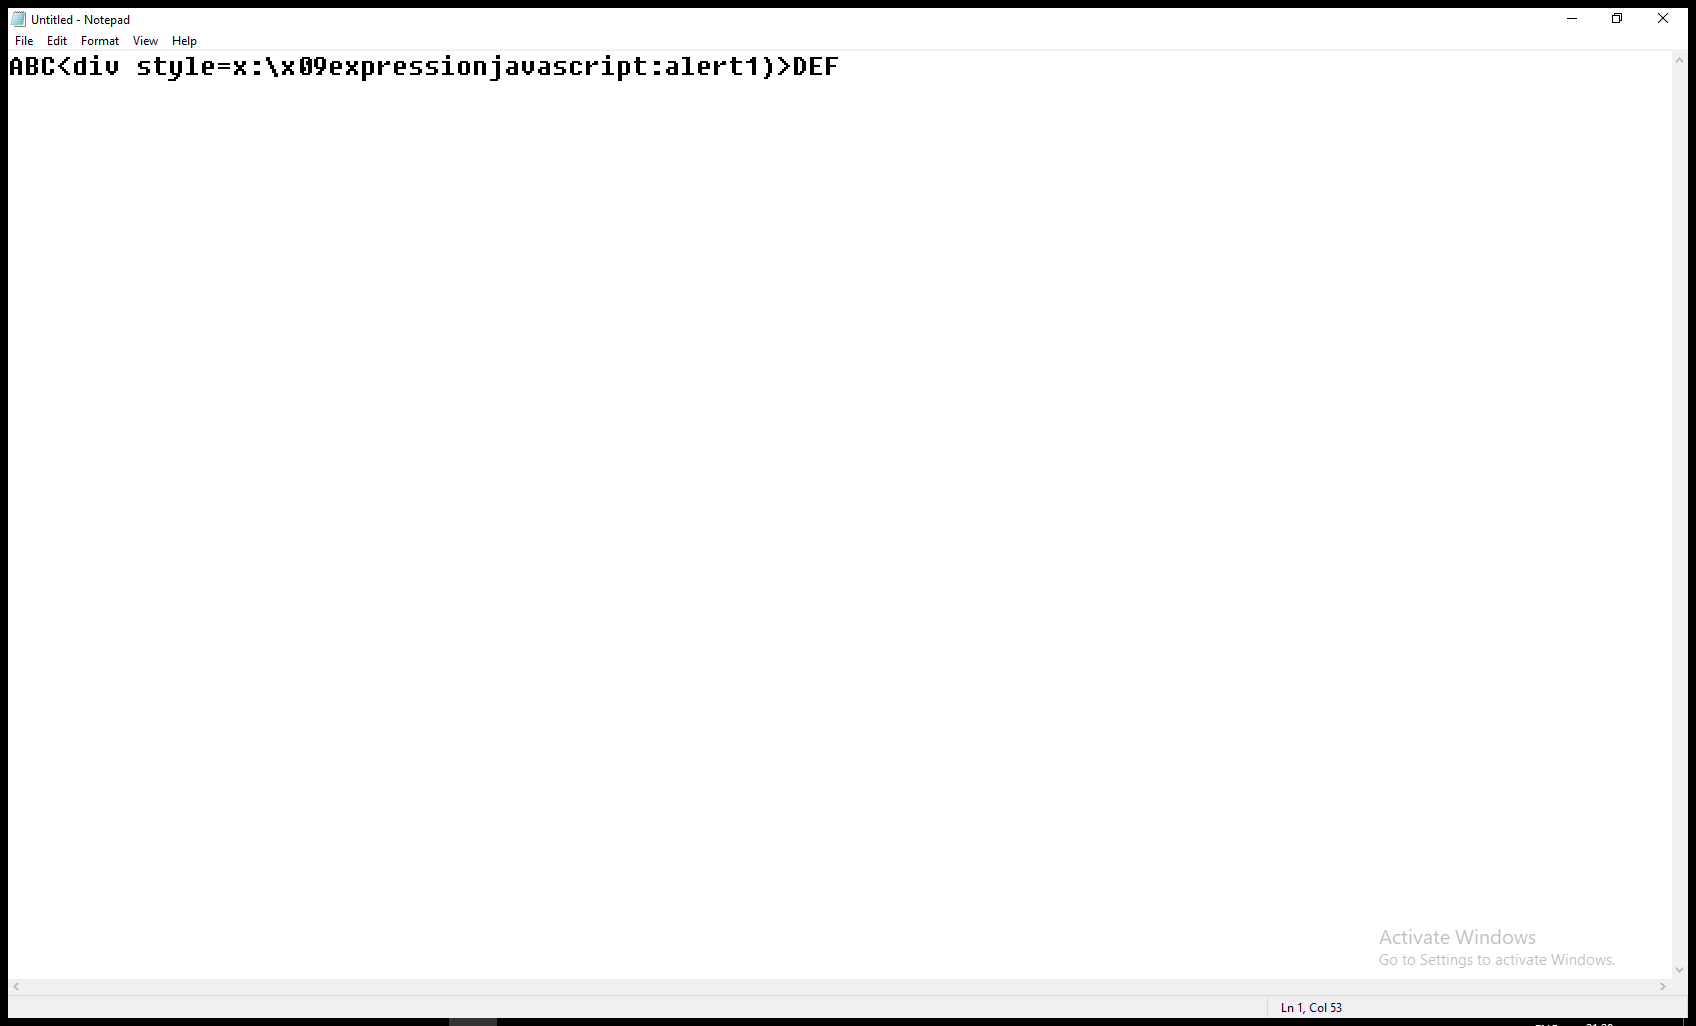 Untitled - Notepad
File Edit Format View Help
ABC<div style=x:\x09expressionjavascript:alert1)>DEF
Activate Windows
Go to Settings to activate Windows.
Ln 1, Col 53